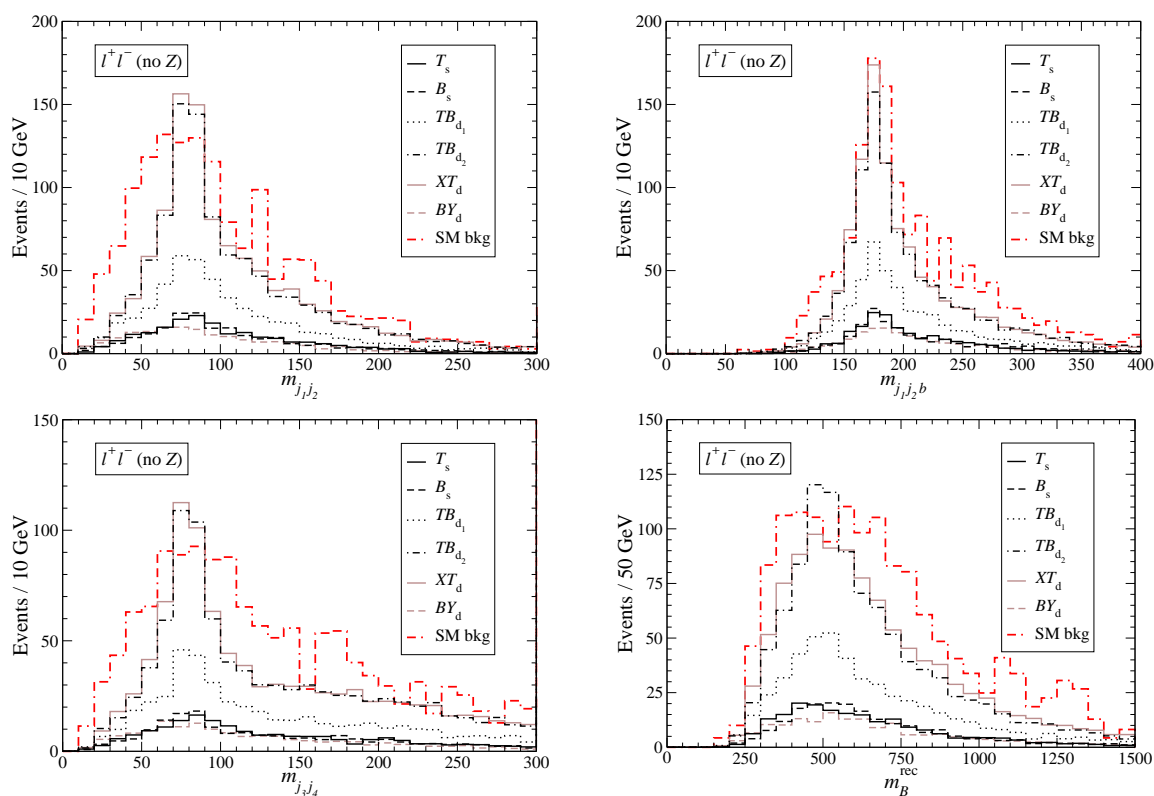 200
150
100
50
0
Events / 10 GeV
l⁺l⁻ (no Z)
T_s
B_s
TB_d₁
TB_d₂
XT_d
BY_d
SM bkg
0 50 100 150 200 250 300
m_j₁j₂
200
150
100
50
0
Events / 10 GeV
l⁺l⁻ (no Z)
T_s
B_s
TB_d₁
TB_d₂
XT_d
BY_d
SM bkg
0 50 100 150 200 250 300 350 400
m_j₁j₂b
150
100
50
0
Events / 10 GeV
l⁺l⁻ (no Z)
T_s
B_s
TB_d₁
TB_d₂
XT_d
BY_d
SM bkg
0 50 100 150 200 250 300
m_j₃j₄
150
125
100
75
50
25
0
Events / 50 GeV
l⁺l⁻ (no Z)
T_s
B_s
TB_d₁
TB_d₂
XT_d
BY_d
SM bkg
0 250 500 750 1000 1250 1500
m_B^rec